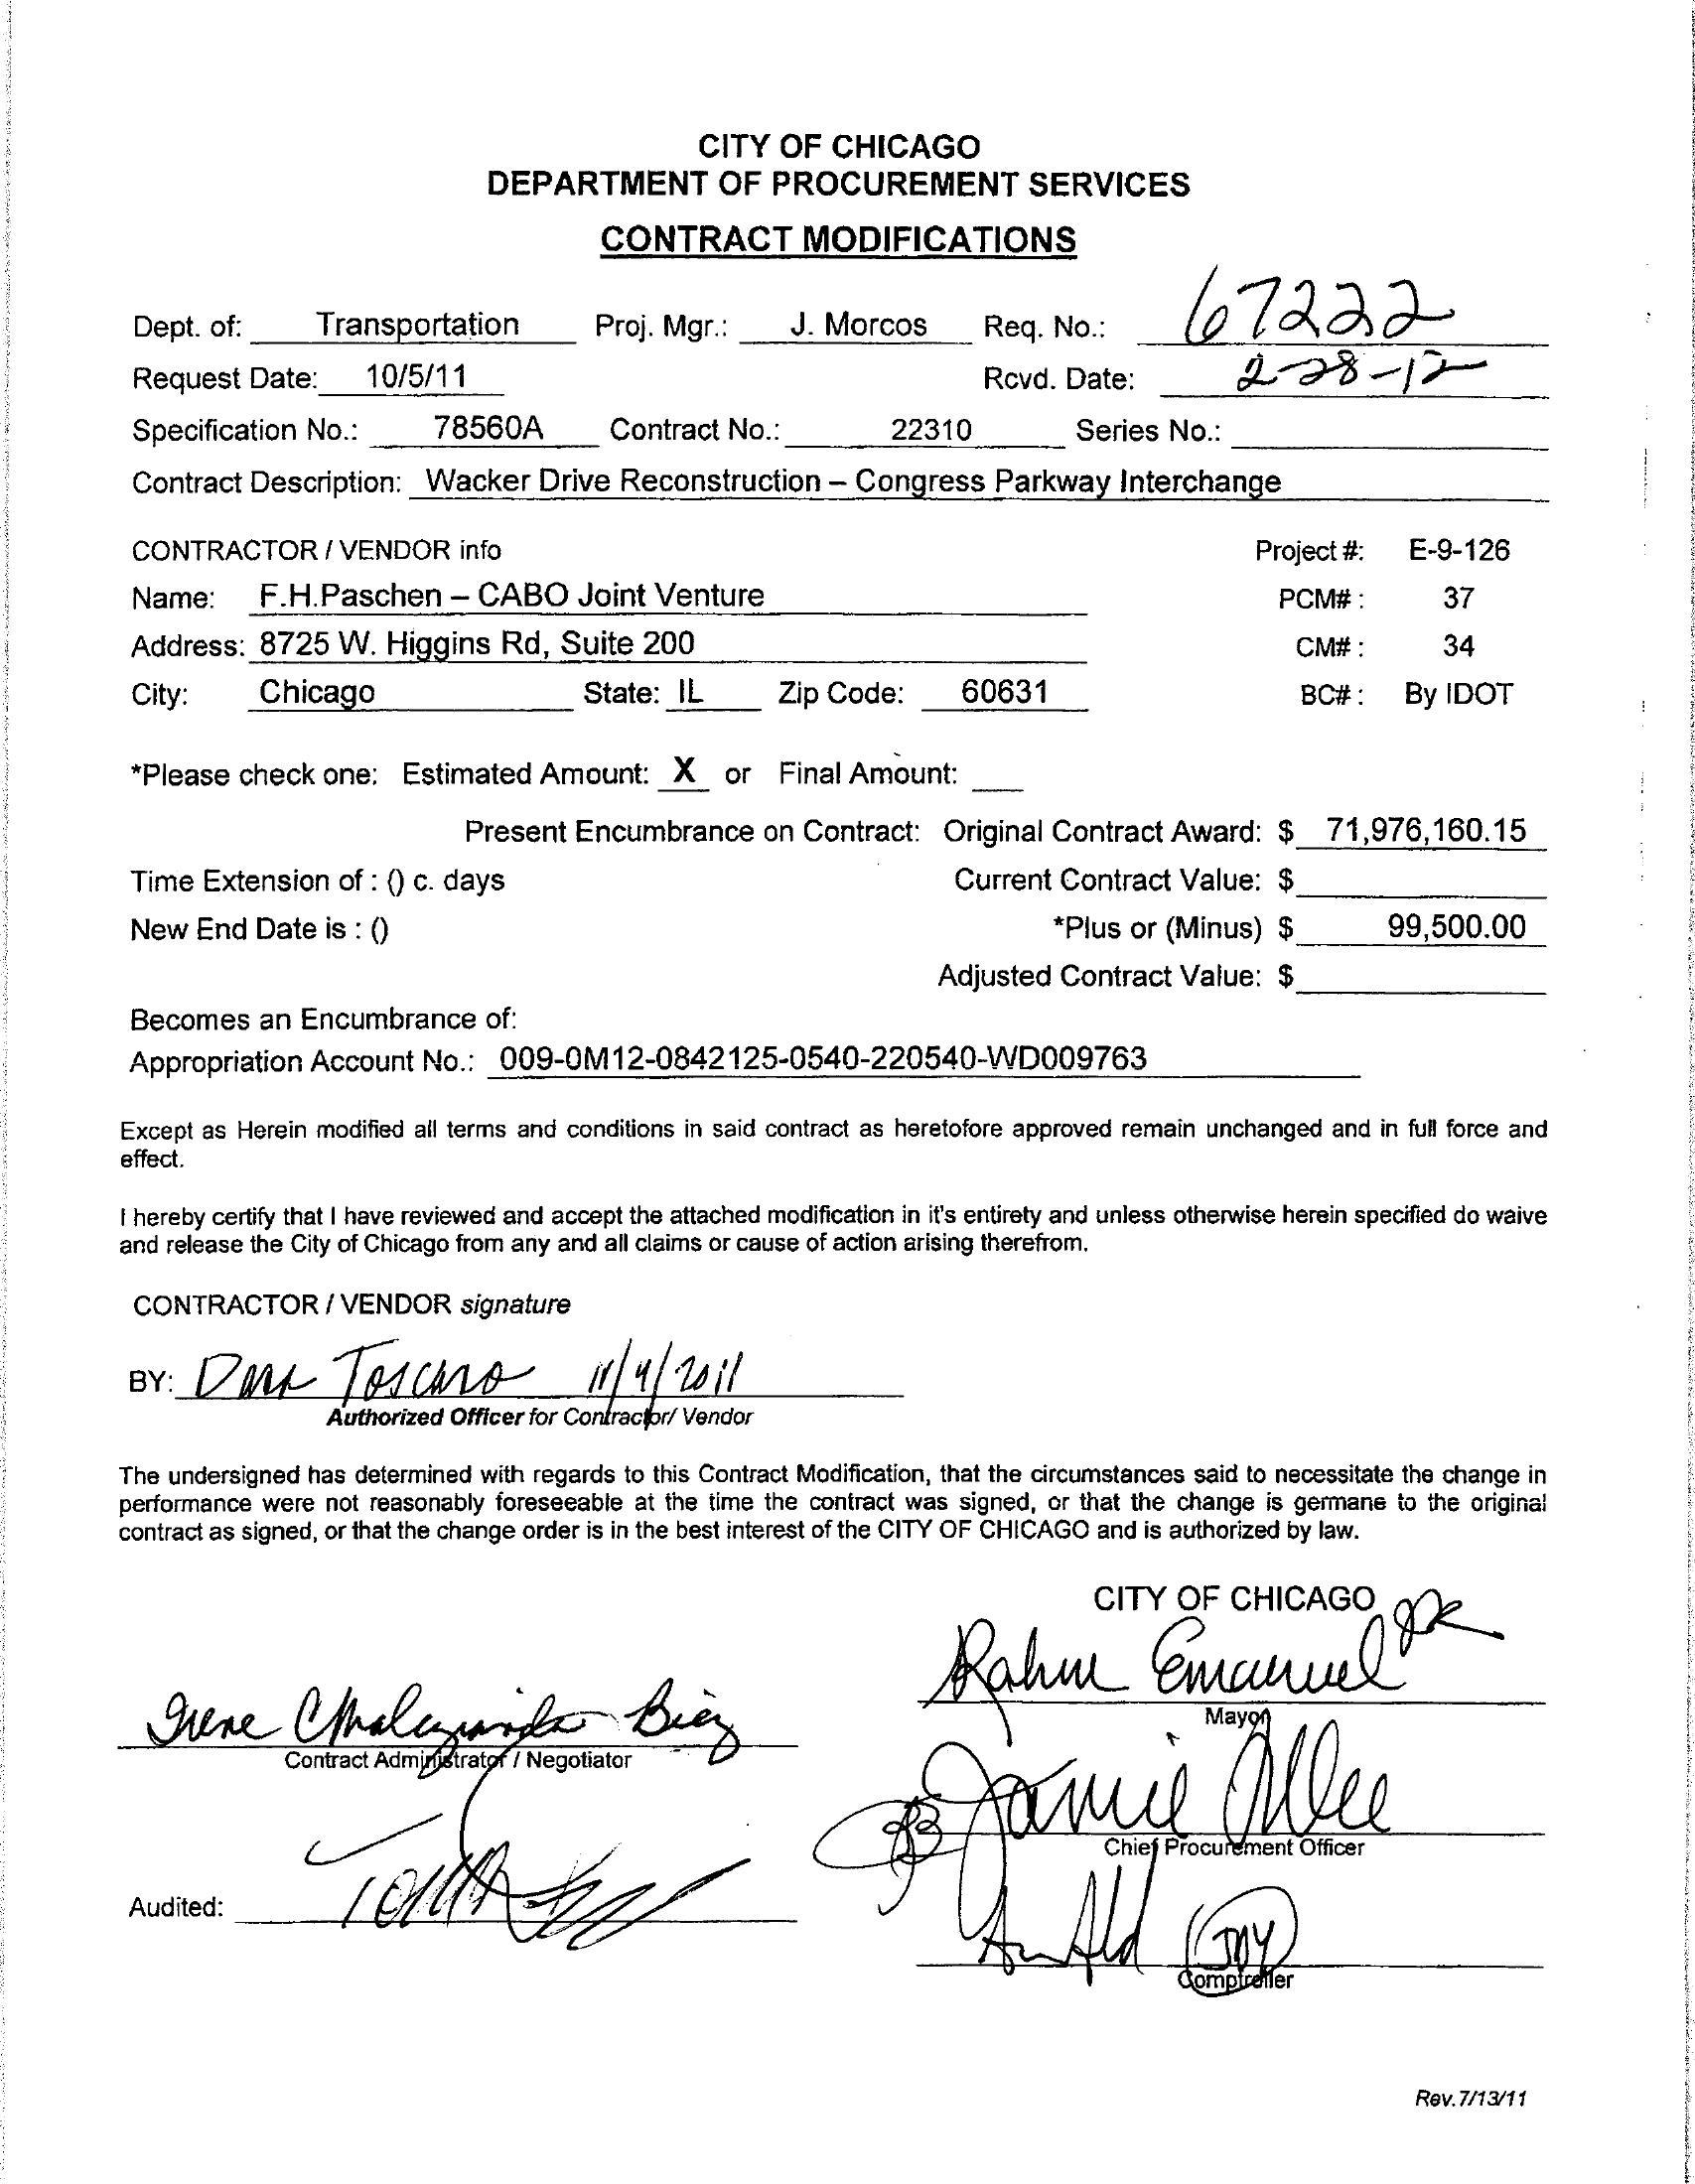 CITY OF CHICAGO
DEPARTMENT OF PROCUREMENT SERVICES
CONTRACT MODIFICATIONS
Dept. of: Transportation Proj. Mgr.: J. Morcos Req. No.: 67222
Request Date: 10/5/11 Rcvd. Date: 2-28-12
Specification No.: 78560A Contract No.: 22310 Series No.:
Contract Description: Wacker Drive Reconstruction – Congress Parkway Interchange
CONTRACTOR / VENDOR info Project #: E-9-126
Name: F.H.Paschen – CABO Joint Venture PCM# : 37
Address: 8725 W. Higgins Rd, Suite 200 CM# : 34
City: Chicago State: IL Zip Code: 60631 BC# : By IDOT
*Please check one: Estimated Amount: X or Final Amount:
Present Encumbrance on Contract: Original Contract Award: $ 71,976,160.15
Time Extension of : () c. days Current Contract Value: $
New End Date is : () *Plus or (Minus) $ 99,500.00
Adjusted Contract Value: $
Becomes an Encumbrance of:
Appropriation Account No.: 009-0M12-0842125-0540-220540-WD009763
Except as Herein modified all terms and conditions in said contract as heretofore approved remain unchanged and in full force and
effect.
I hereby certify that I have reviewed and accept the attached modification in it's entirety and unless otherwise herein specified do waive
and release the City of Chicago from any and all claims or cause of action arising therefrom.
CONTRACTOR / VENDOR signature
BY: Toscano 11/4/2011
Authorized Officer for Contractor/ Vendor
The undersigned has determined with regards to this Contract Modification, that the circumstances said to necessitate the change in
performance were not reasonably foreseeable at the time the contract was signed, or that the change is germane to the original
contract as signed, or that the change order is in the best interest of the CITY OF CHICAGO and is authorized by law.
CITY OF CHICAGO
Rahm Emanuel
Mayor
Irene
Contract Administrator / Negotiator
Jamie
Chief Procurement Officer
Audited:
Comptroller
Rev.7/13/11